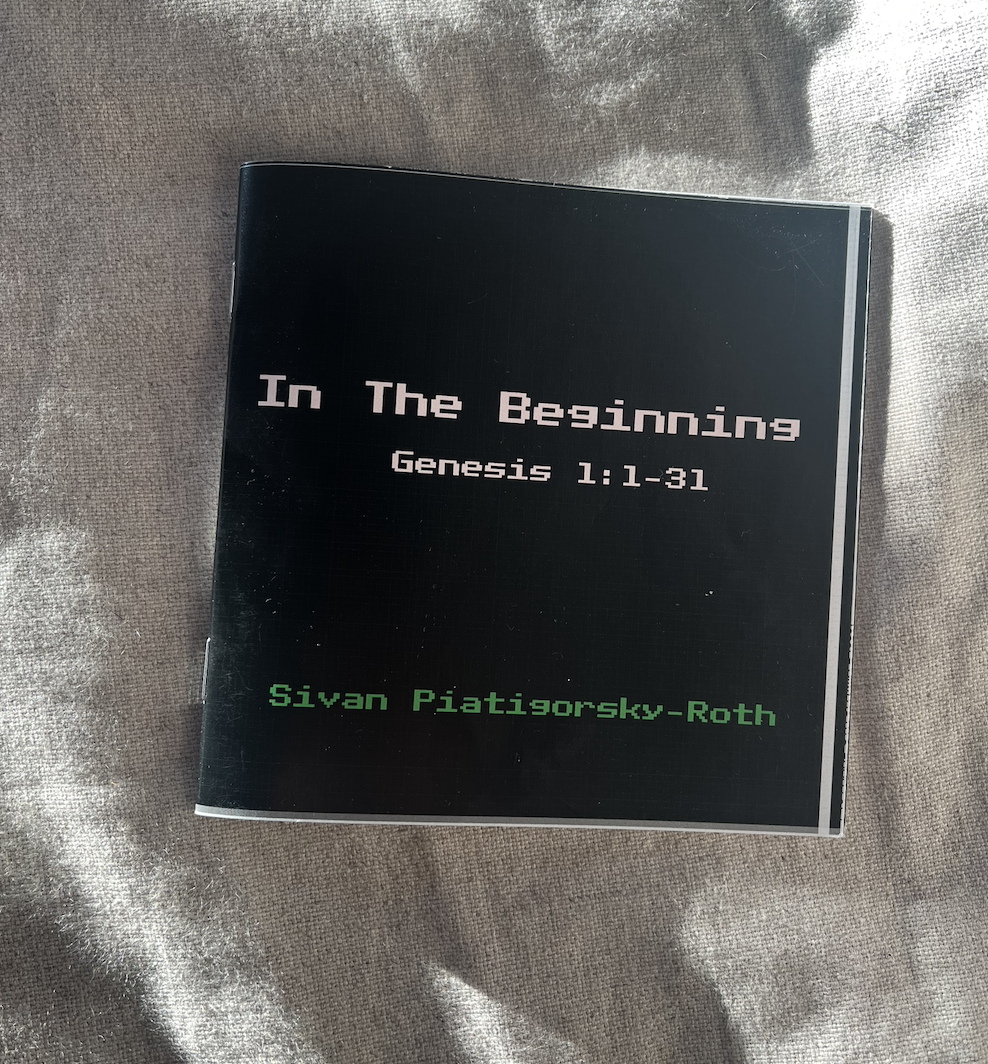 In The Beginning
Genesis 1:1-31
Sivan Piatigorsky-Roth